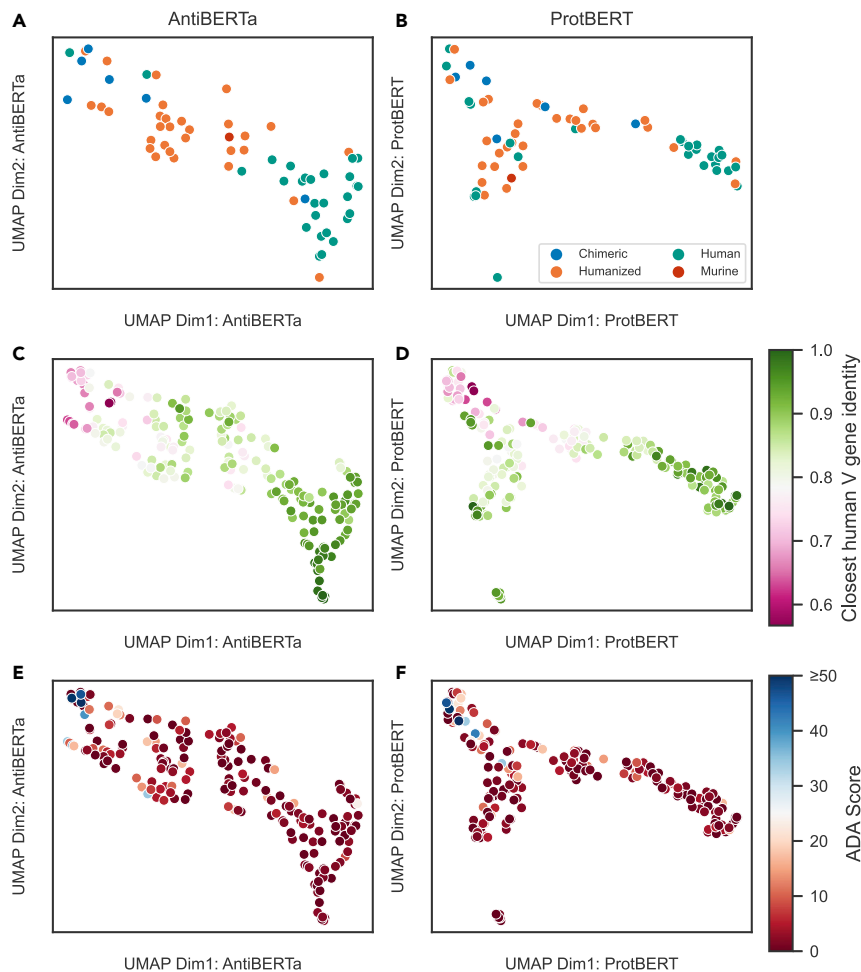 A
AntiBERTa
B
ProtBERT
UMAP Dim2: AntiBERTa
UMAP Dim2: ProtBERT
Chimeric
Human
Humanized
Murine
UMAP Dim1: AntiBERTa
UMAP Dim1: ProtBERT
C
D
UMAP Dim2: AntiBERTa
UMAP Dim2: ProtBERT
1.0
0.9
0.8
0.7
0.6
Closest human V gene identity
UMAP Dim1: AntiBERTa
UMAP Dim1: ProtBERT
E
F
UMAP Dim2: AntiBERTa
UMAP Dim2: ProtBERT
≥50
40
30
20
10
0
ADA Score
UMAP Dim1: AntiBERTa
UMAP Dim1: ProtBERT